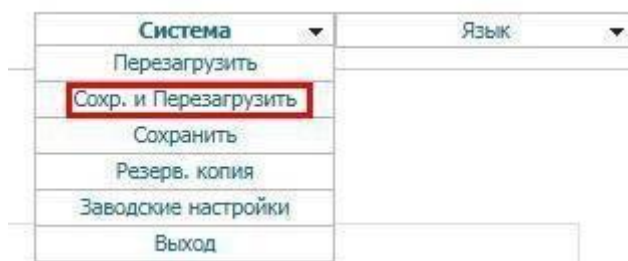 Система Язык
Перезагрузить
Сохр. и Перезагрузить
Сохранить
Резерв. копия
Заводские настройки
Выход